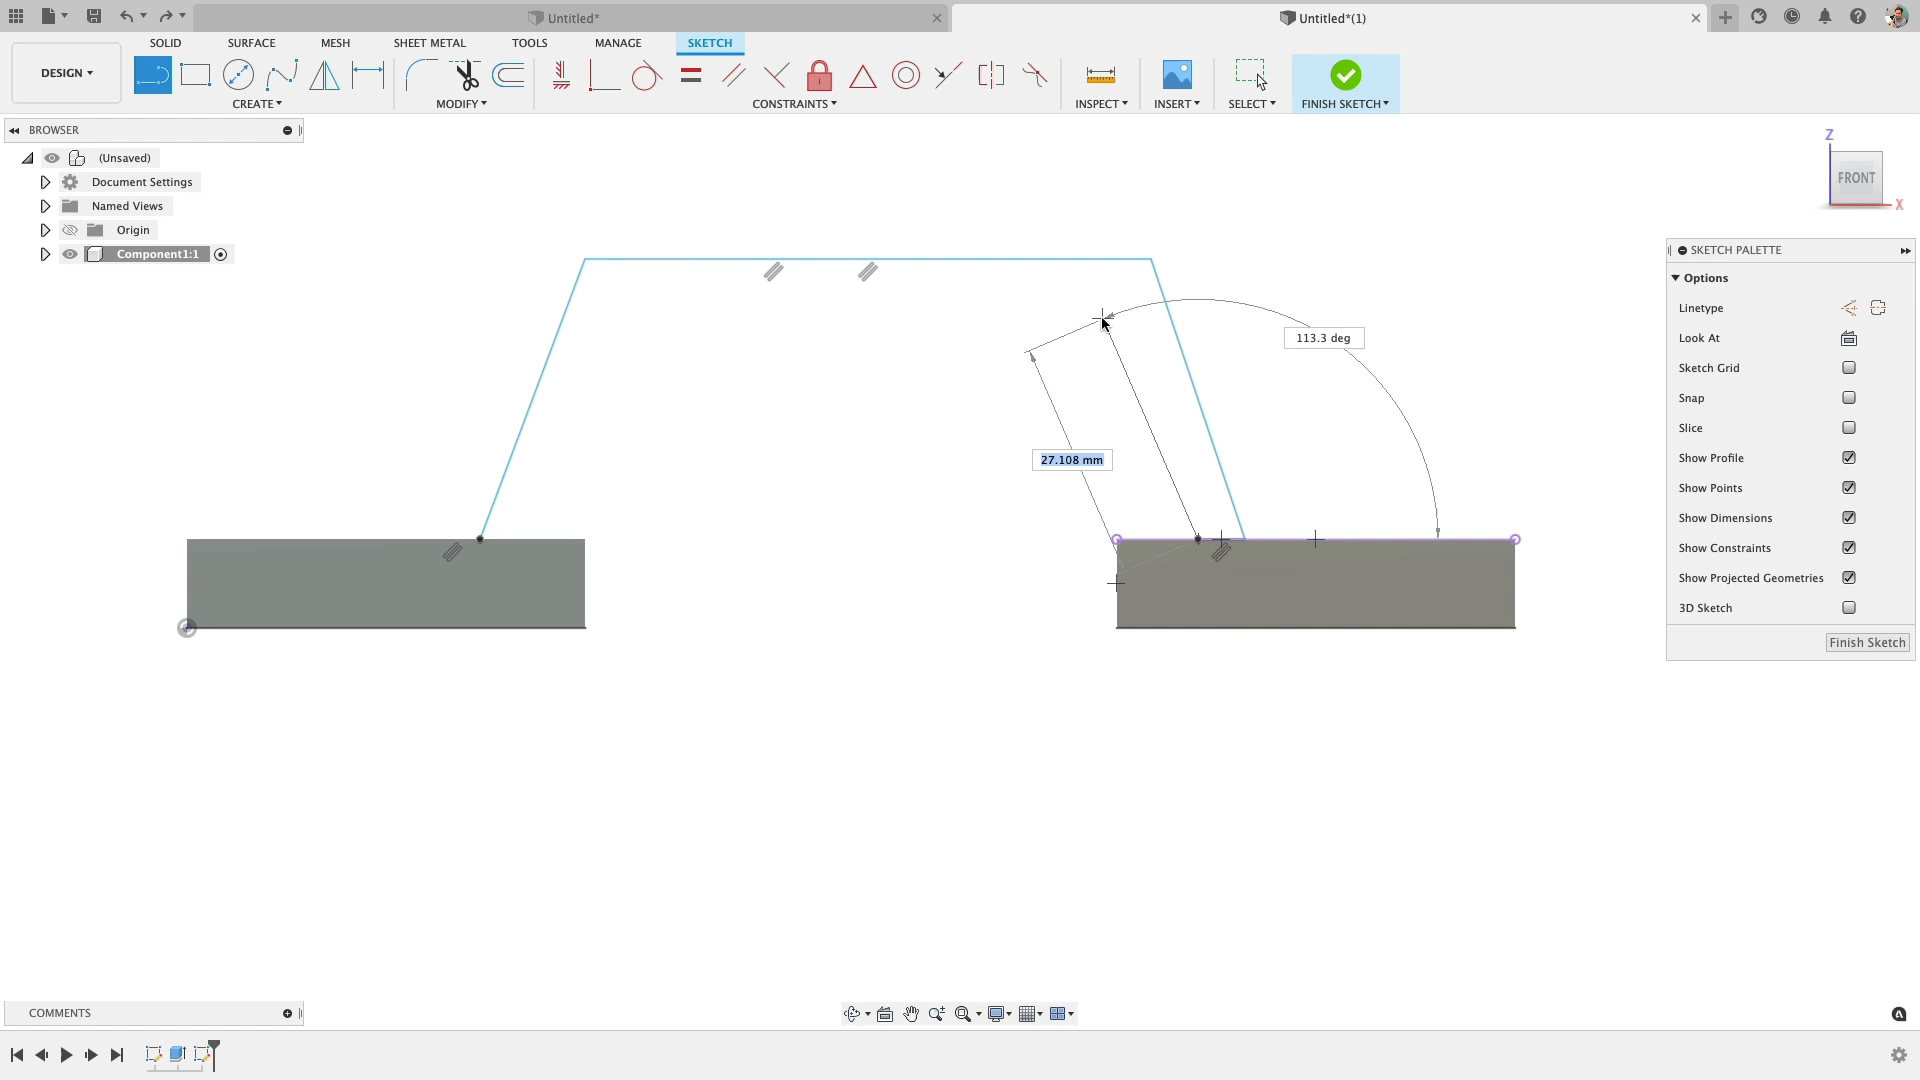 Untitled*
Untitled*(1)
SOLID
SURFACE
MESH
SHEET METAL
TOOLS
MANAGE
SKETCH
DESIGN
CREATE
MODIFY
CONSTRAINTS
INSPECT
INSERT
SELECT
FINISH SKETCH
BROWSER
(Unsaved)
Document Settings
Named Views
Origin
Component1:1
Z
FRONT
X
SKETCH PALETTE
Options
Linetype
Look At
Sketch Grid
Snap
Slice
Show Profile
Show Points
Show Dimensions
Show Constraints
Show Projected Geometries
3D Sketch
Finish Sketch
113.3 deg
27.108 mm
COMMENTS